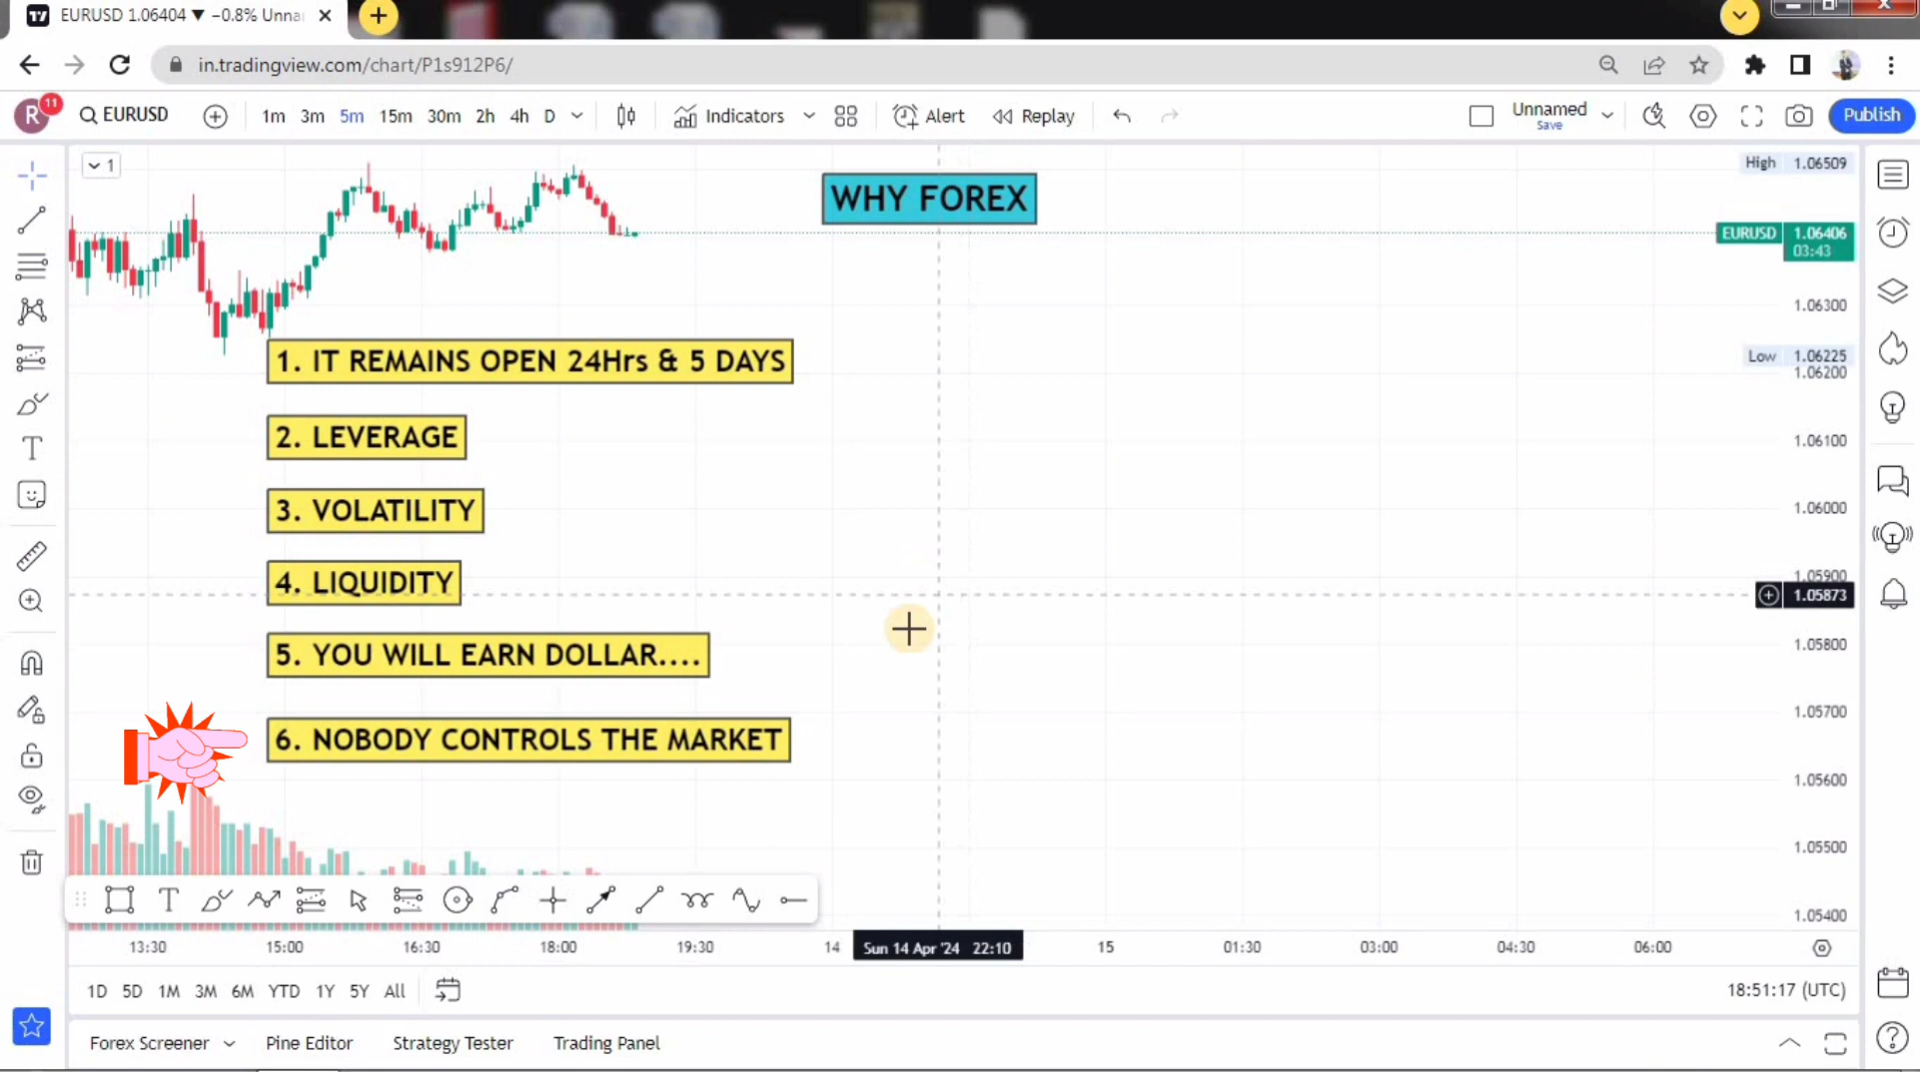 EURUSD 1.06404 ▼ −0.8% Unna
in.tradingview.com/chart/P1s912P6/
R 11 EURUSD 1m 3m 5m 15m 30m 2h 4h D Indicators Alert Replay Unnamed Save Publish
1
High 1.06509
WHY FOREX
EURUSD 1.06406
03:43
1.06300
Low 1.06225
1.06200
1. IT REMAINS OPEN 24Hrs & 5 DAYS
2. LEVERAGE
1.06100
3. VOLATILITY
1.06000
4. LIQUIDITY
1.05900
1.05873
5. YOU WILL EARN DOLLAR....
1.05800
1.05700
6. NOBODY CONTROLS THE MARKET
1.05600
1.05500
1.05400
13:30 15:00 16:30 18:00 19:30 14 Sun 14 Apr '24 22:10 15 01:30 03:00 04:30 06:00
1D 5D 1M 3M 6M YTD 1Y 5Y All 18:51:17 (UTC)
Forex Screener Pine Editor Strategy Tester Trading Panel